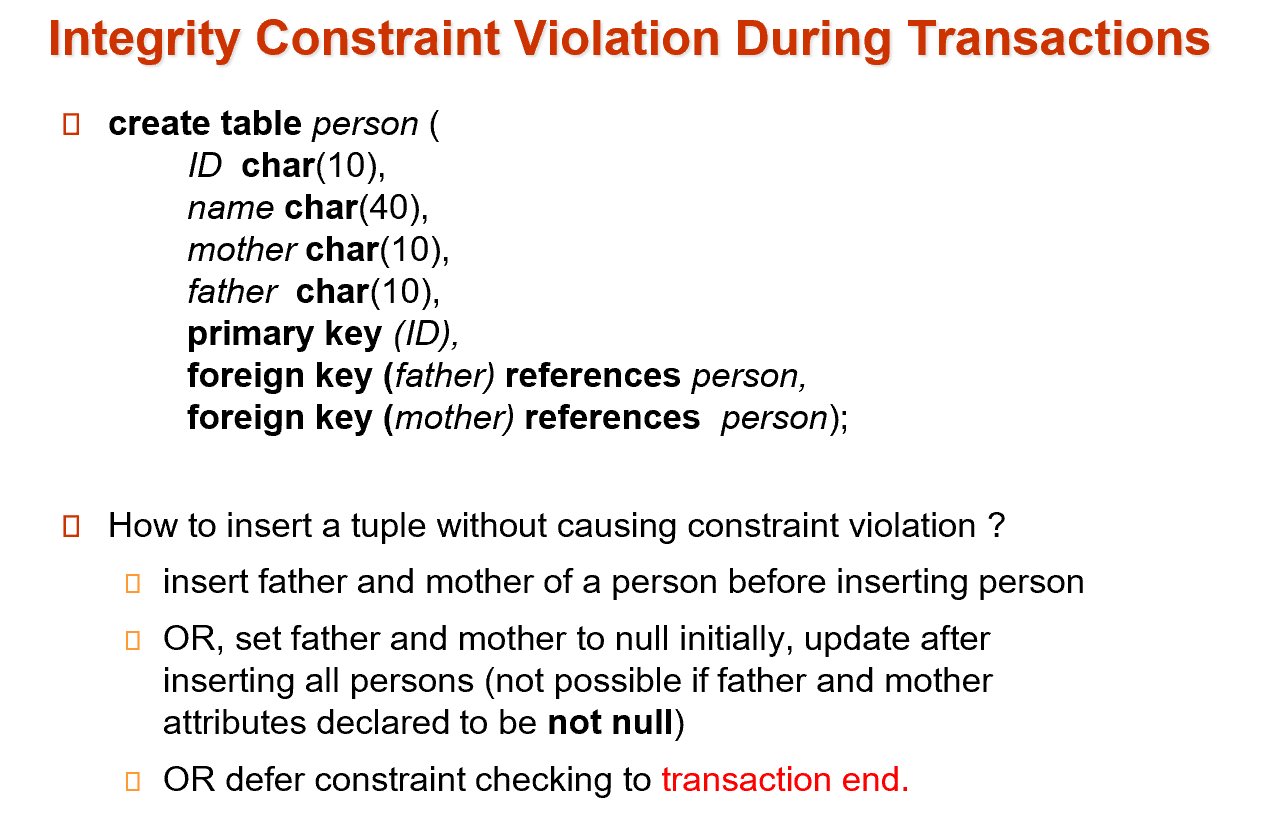 Integrity Constraint Violation During Transactions
create table person (
ID char(10),
name char(40),
mother char(10),
father char(10),
primary key (ID),
foreign key (father) references person,
foreign key (mother) references person);
How to insert a tuple without causing constraint violation ?
insert father and mother of a person before inserting person
OR, set father and mother to null initially, update after
inserting all persons (not possible if father and mother
attributes declared to be not null)
OR defer constraint checking to transaction end.